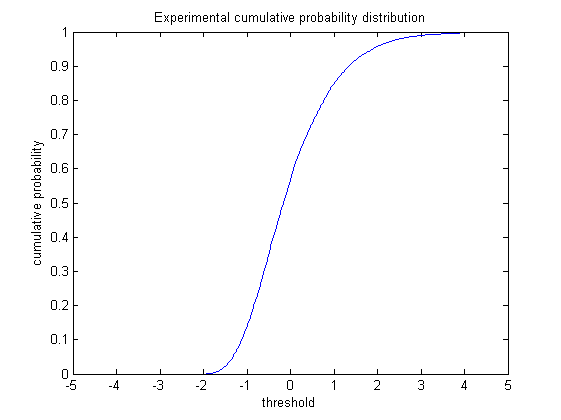 Experimental cumulative probability distribution
1
0.9
0.8
0.7
0.6
0.5
0.4
0.3
0.2
0.1
0
cumulative probability
-5 -4 -3 -2 -1 0 1 2 3 4 5
threshold